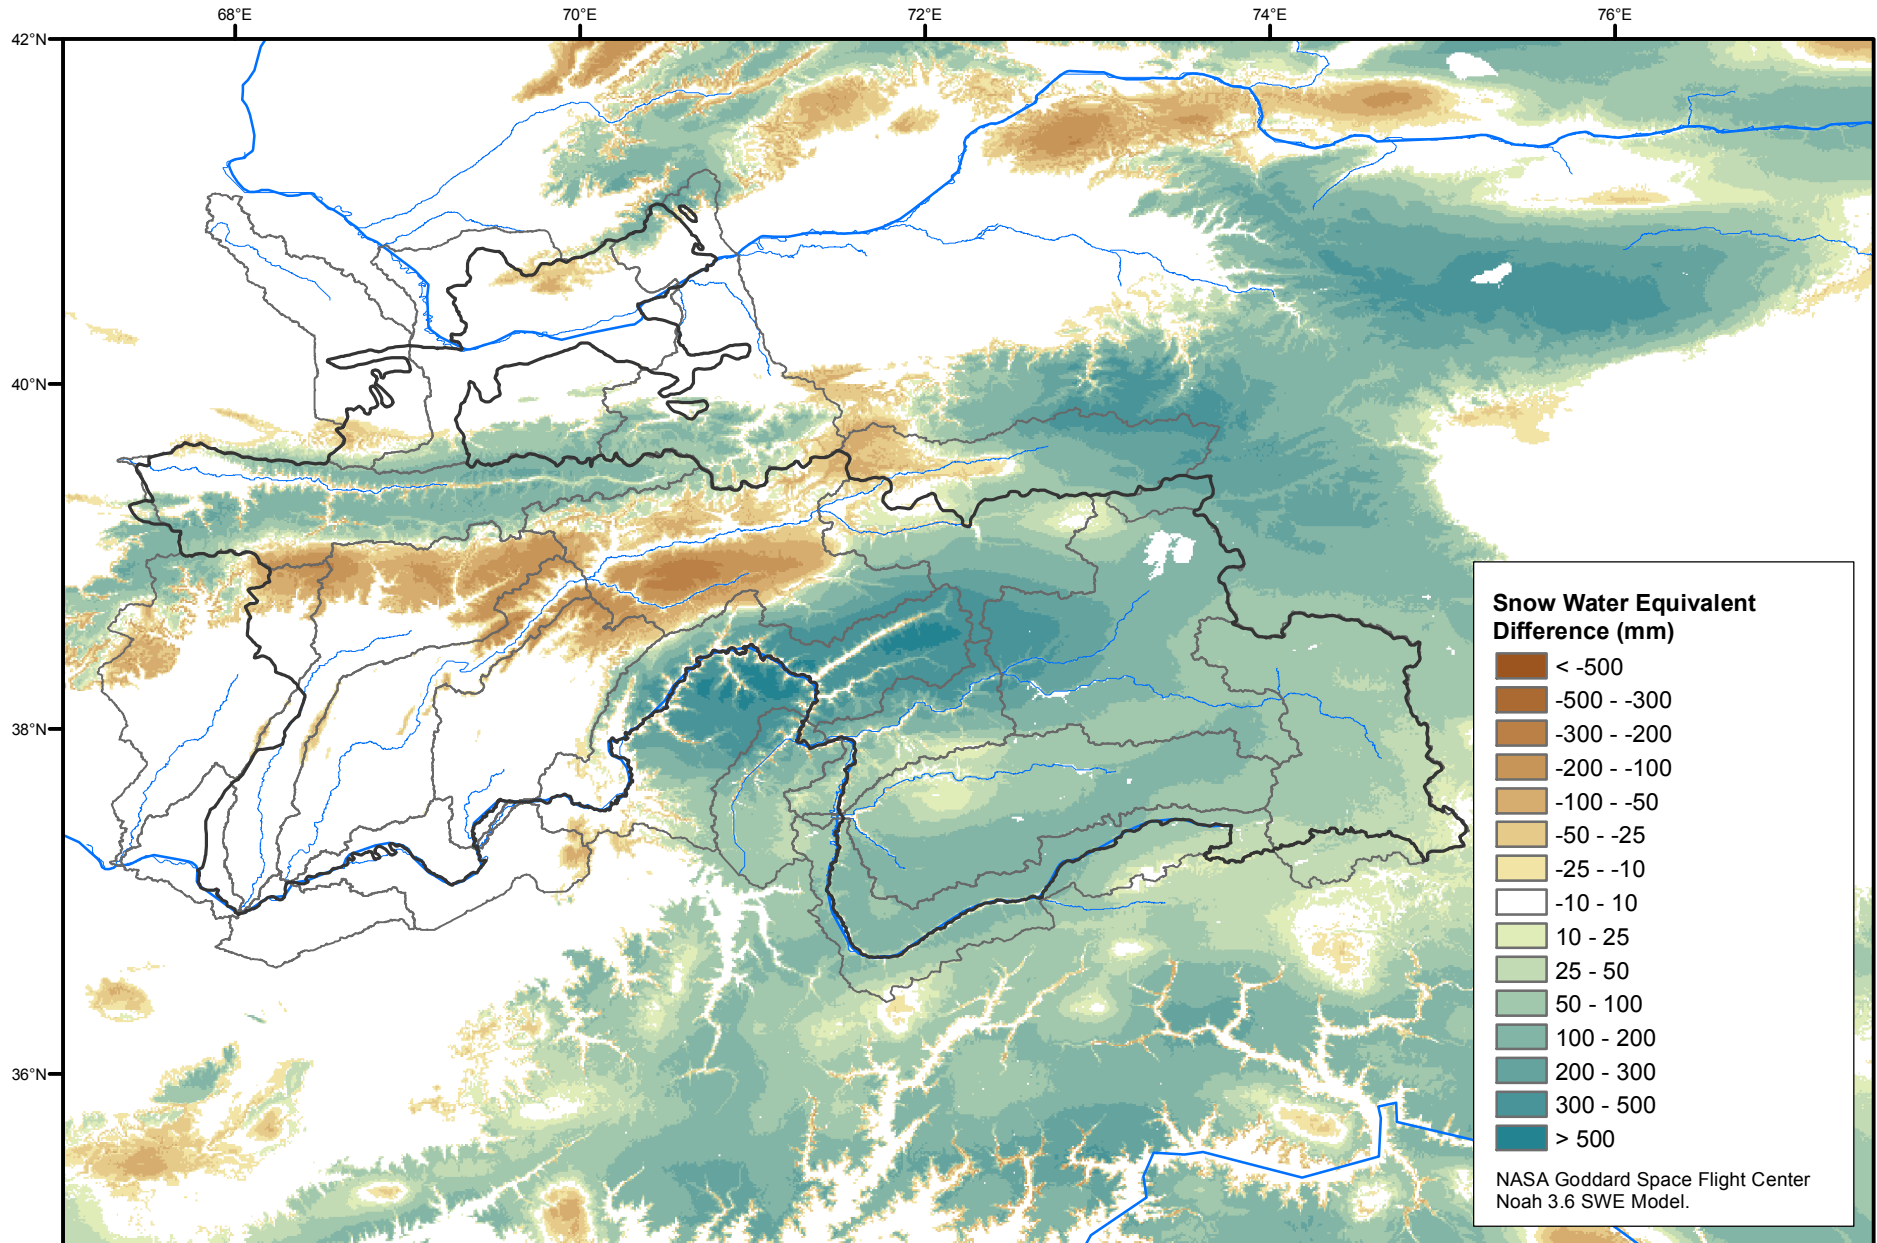 68°E 70°E 72°E 74°E 76°E
42°N
40°N
38°N
36°N
Snow Water Equivalent
Difference (mm)
< -500
-500 - -300
-300 - -200
-200 - -100
-100 - -50
-50 - -25
-25 - -10
-10 - 10
10 - 25
25 - 50
50 - 100
100 - 200
200 - 300
300 - 500
> 500
NASA Goddard Space Flight Center
Noah 3.6 SWE Model.